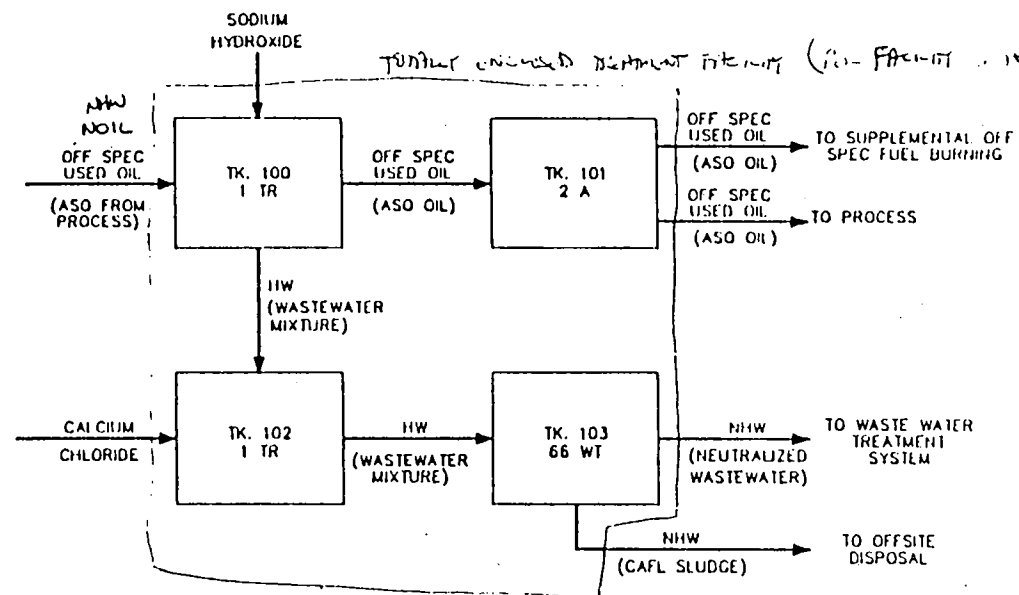 SODIUM
HYDROXIDE
TREATMENT FACILITY
NHW
NOIL
OFF SPEC
USED OIL
(ASO FROM
PROCESS)
TK. 100
1 TR
OFF SPEC
USED OIL
(ASO OIL)
TK. 101
2 A
OFF SPEC
USED OIL
(ASO OIL)
TO SUPPLEMENTAL OFF
SPEC FUEL BURNING
OFF SPEC
USED OIL
(ASO OIL)
TO PROCESS
HW
(WASTEWATER
MIXTURE)
CALCIUM
CHLORIDE
TK. 102
1 TR
HW
(WASTEWATER
MIXTURE)
TK. 103
66 WT
NHW
(NEUTRALIZED
WASTEWATER)
TO WASTE WATER
TREATMENT
SYSTEM
NHW
(CAFL SLUDGE)
TO OFFSITE
DISPOSAL